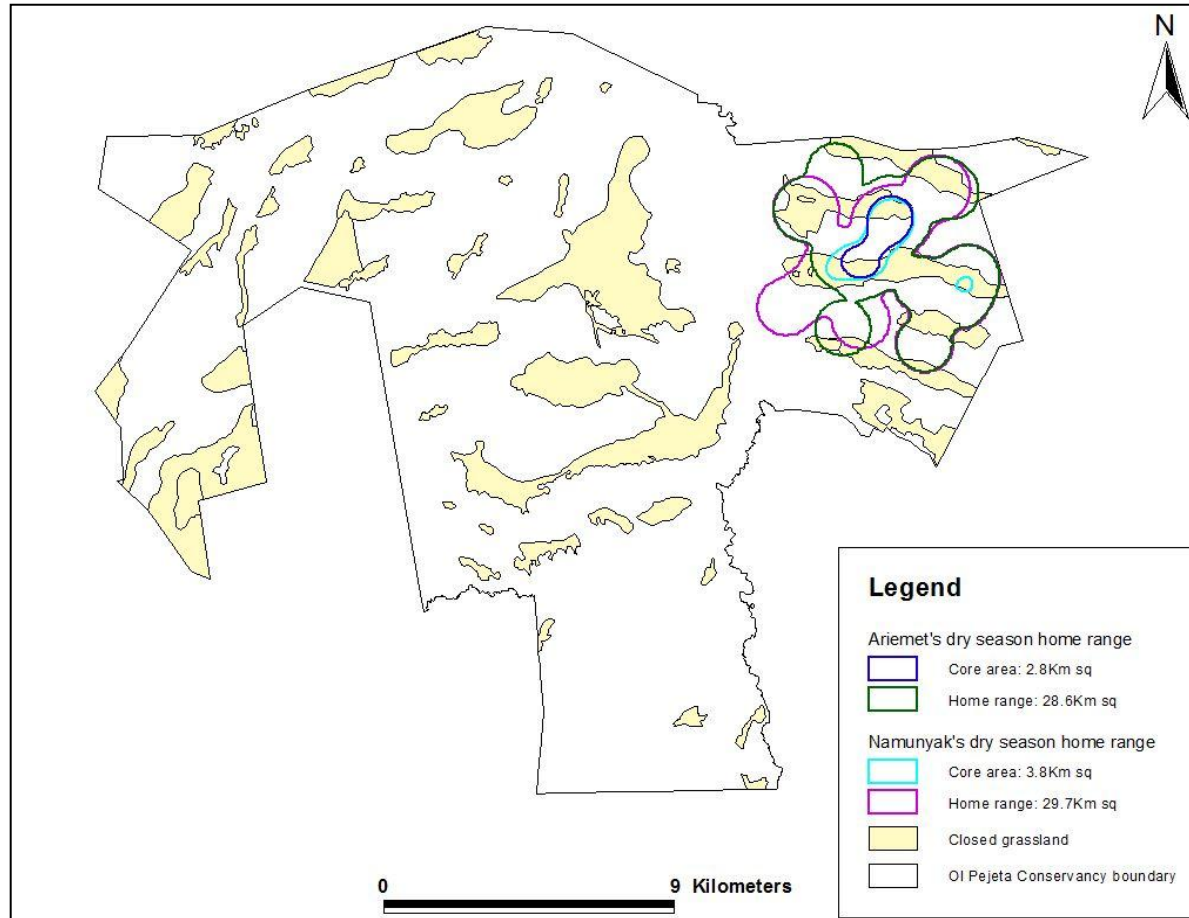 N
Legend
Ariemet's dry season home range
Core area: 2.8Km sq
Home range: 28.6Km sq
Namunyak's dry season home range
Core area: 3.8Km sq
Home range: 29.7Km sq
Closed grassland
Ol Pejeta Conservancy boundary
0 9 Kilometers